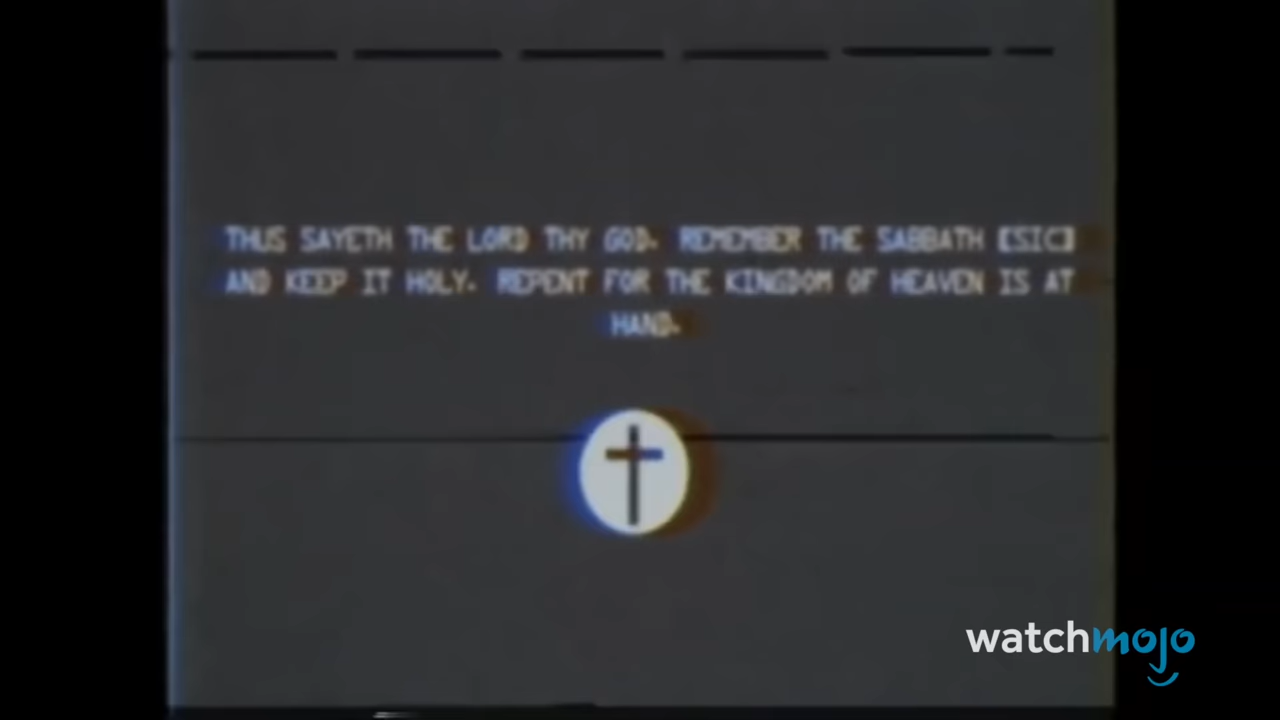 THUS SAYETH THE LORD THY GOD. REMEMBER THE SABBATH [SIC]
AND KEEP IT HOLY. REPENT FOR THE KINGDOM OF HEAVEN IS AT
HAND.
watchmojo